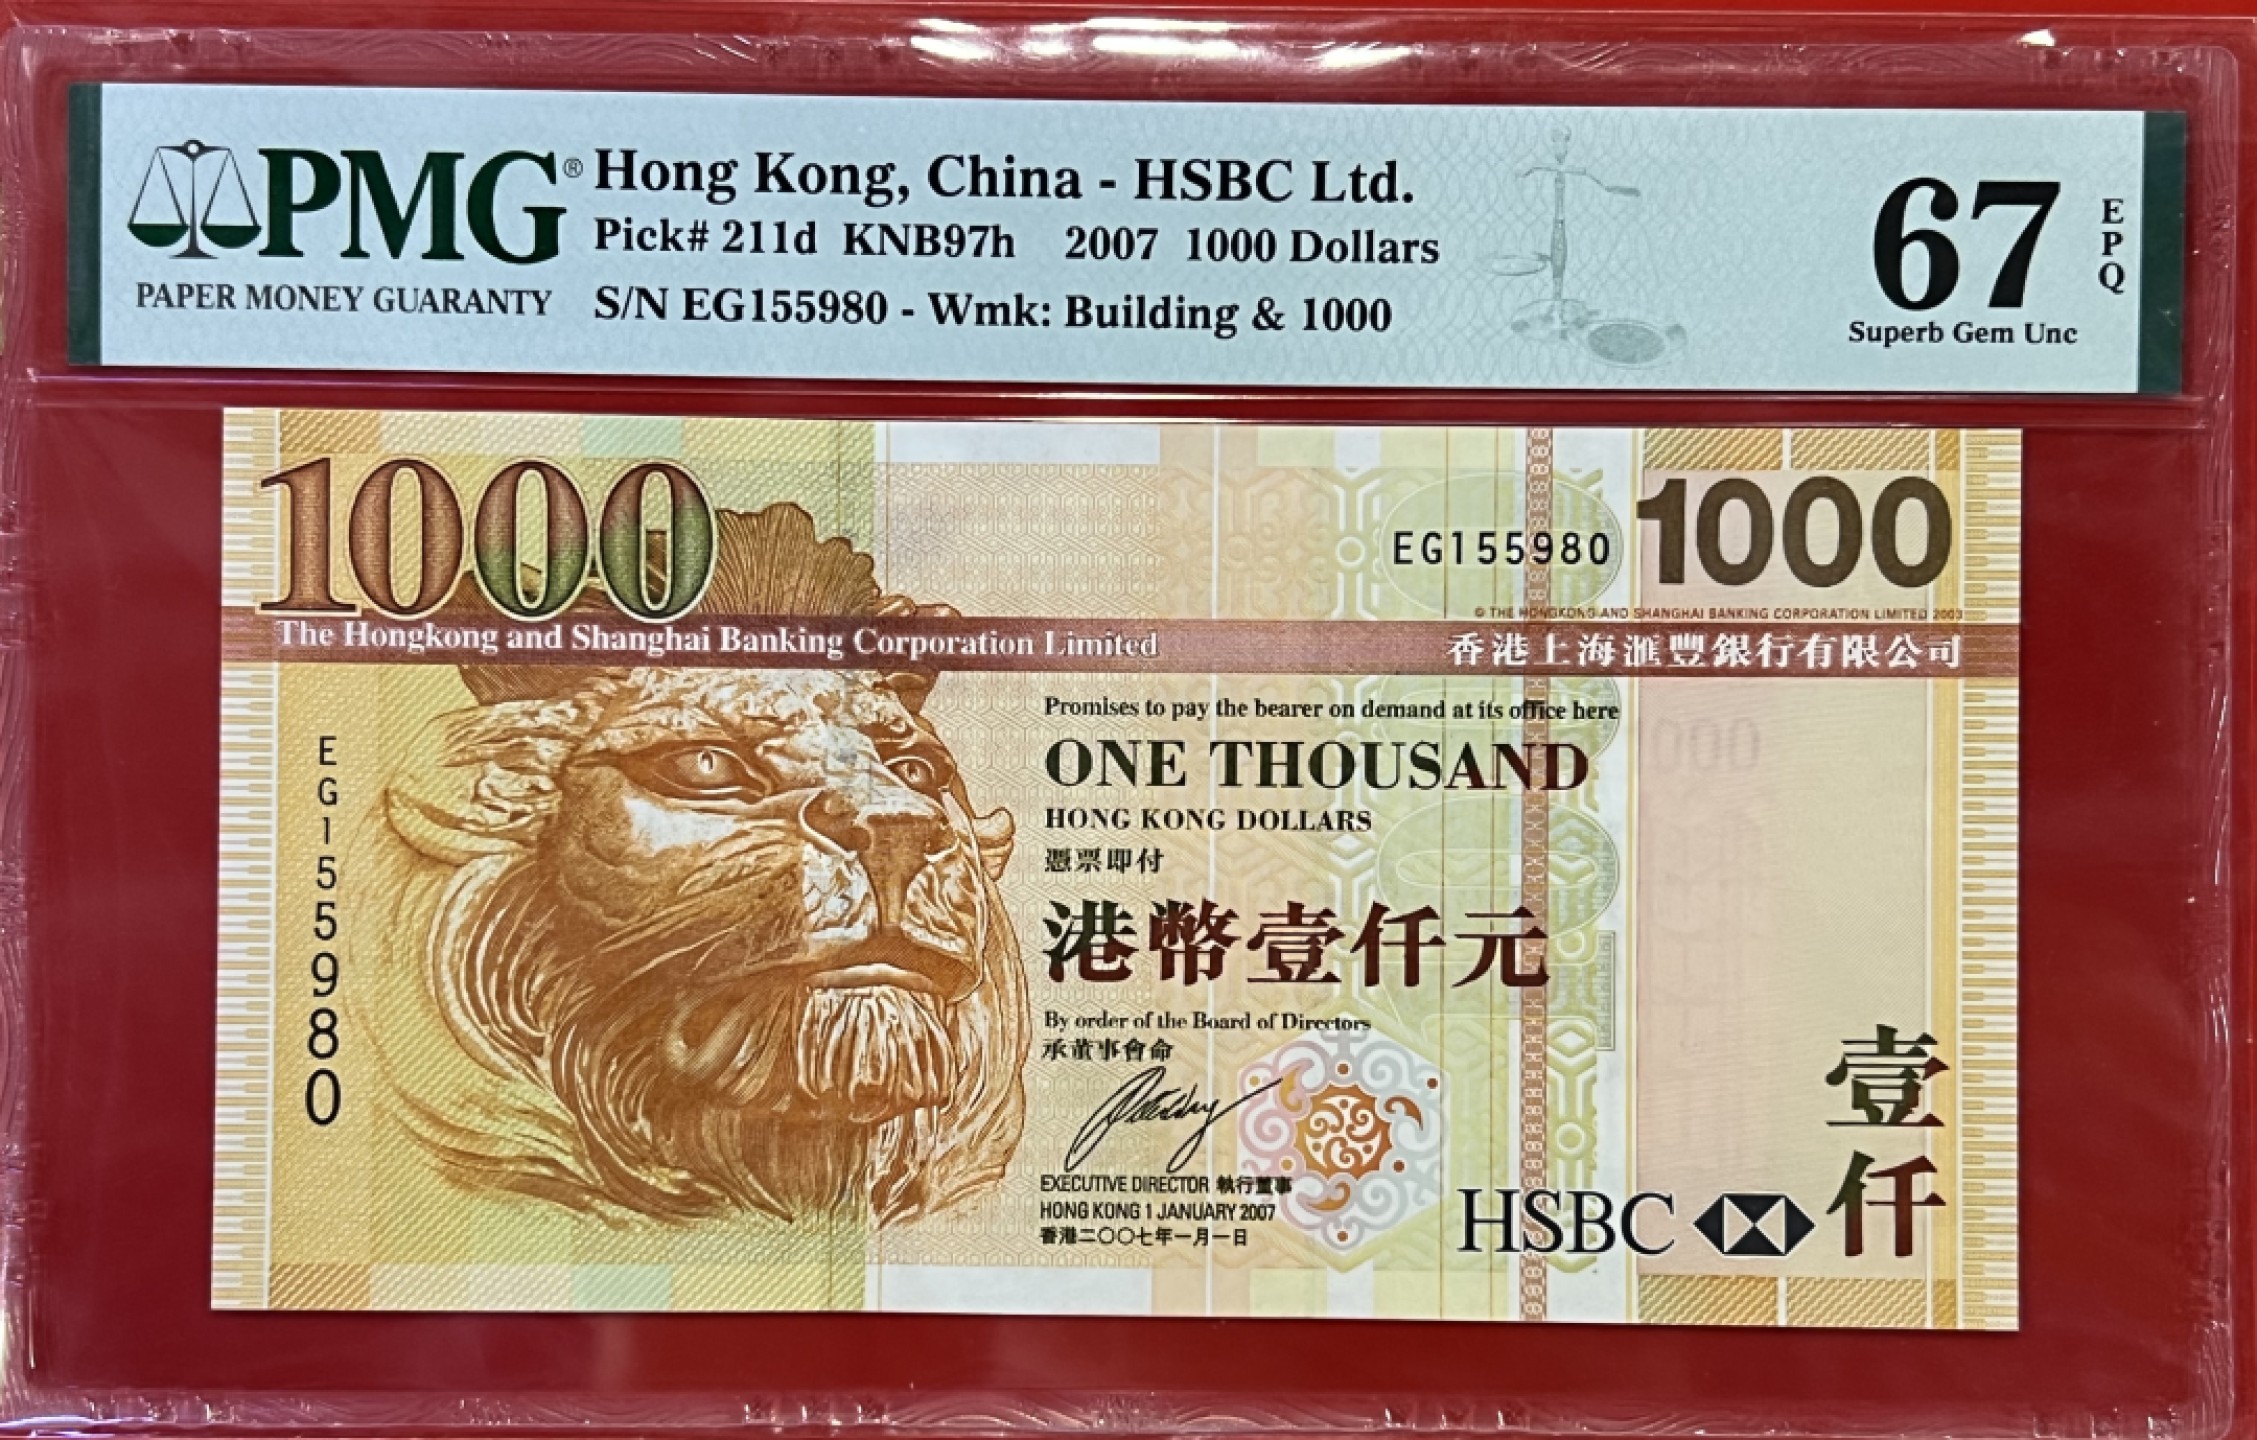 PMG®
PAPER MONEY GUARANTY
Hong Kong, China - HSBC Ltd.
Pick# 211d KNB97h 2007 1000 Dollars
S/N EG155980 - Wmk: Building & 1000
67
EPQ
Superb Gem Unc
1000
EG155980
1000
© THE HONGKONG AND SHANGHAI BANKING CORPORATION LIMITED 2003
The Hongkong and Shanghai Banking Corporation Limited
香港上海滙豐銀行有限公司
Promises to pay the bearer on demand at its office here
ONE THOUSAND
HONG KONG DOLLARS
憑票即付
港幣壹仟元
EG155980
By order of the Board of Directors
承董事會命
EXECUTIVE DIRECTOR 執行董事
HONG KONG 1 JANUARY 2007
香港二〇〇七年一月一日
HSBC
壹仟